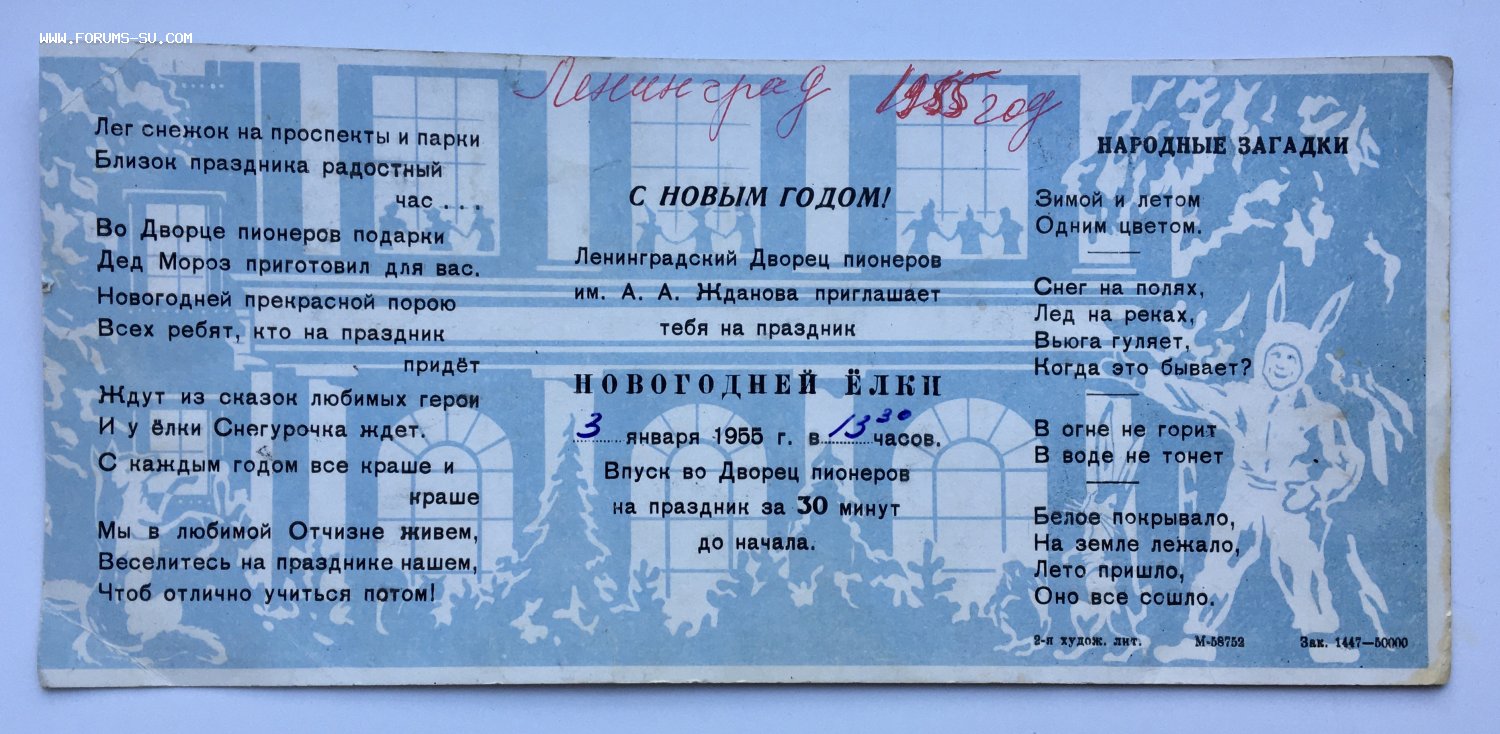 WWW.FORUMS-SU.COM
Ленинград 1955 год
Лег снежок на проспекты и парки
Близок праздника радостный
час . . .
Во Дворце пионеров подарки
Дед Мороз приготовил для вас.
Новогодней прекрасной порою
Всех ребят, кто на праздник
придёт
Ждут из сказок любимых герои
И у ёлки Снегурочка ждет.
С каждым годом все краше и
краше
Мы в любимой Отчизне живем,
Веселитесь на празднике нашем,
Чтоб отлично учиться потом!
С НОВЫМ ГОДОМ!
Ленинградский Дворец пионеров
им. А. А. Жданова приглашает
тебя на праздник
НОВОГОДНЕЙ ЁЛКИ
3 января 1955 г. в 13 30 часов.
Впуск во Дворец пионеров
на праздник за 30 минут
до начала.
НАРОДНЫЕ ЗАГАДКИ
Зимой и летом
Одним цветом.
Снег на полях,
Лед на реках,
Вьюга гуляет,
Когда это бывает?
В огне не горит
В воде не тонет
Белое покрывало,
На земле лежало,
Лето пришло,
Оно все сошло.
2-я худож. лит. М-58752 Зак. 1447—50000